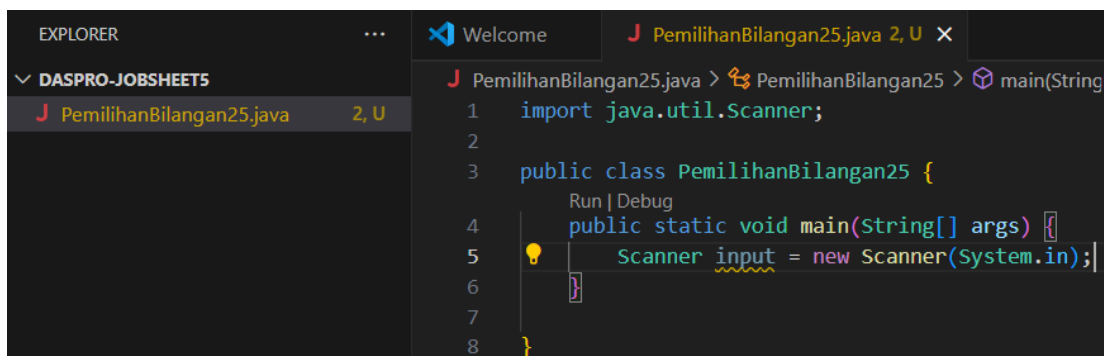 EXPLORER ...
DASPRO-JOBSHEET5
J PemilihanBilangan25.java 2, U
Welcome J PemilihanBilangan25.java 2, U
J PemilihanBilangan25.java > PemilihanBilangan25 > main(String
1 import java.util.Scanner;
2
3 public class PemilihanBilangan25 {
Run | Debug
4 public static void main(String[] args) {
5 Scanner input = new Scanner(System.in);
6 }
7
8 }